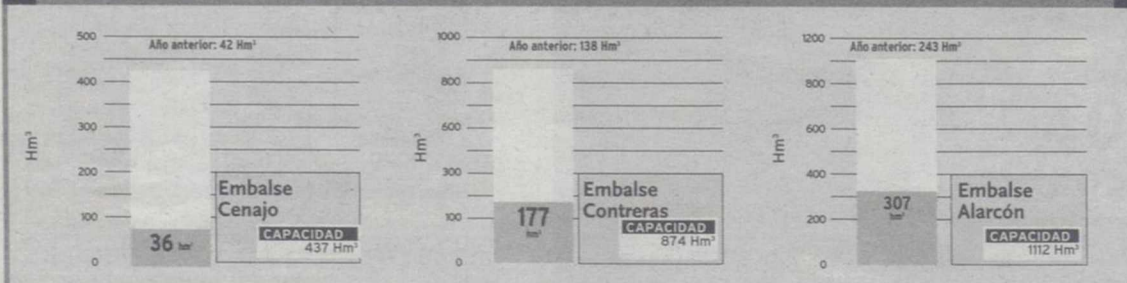 500
400
300
200
100
0
Hm³
Año anterior: 42 Hm³
36 hm³
Embalse
Cenajo
CAPACIDAD
437 Hm³
1000
800
600
300
100
0
Hm³
Año anterior: 138 Hm³
177
hm³
Embalse
Contreras
CAPACIDAD
874 Hm³
1200
800
600
400
200
0
Hm³
Año anterior: 243 Hm³
307
hm³
Embalse
Alarcón
CAPACIDAD
1112 Hm³